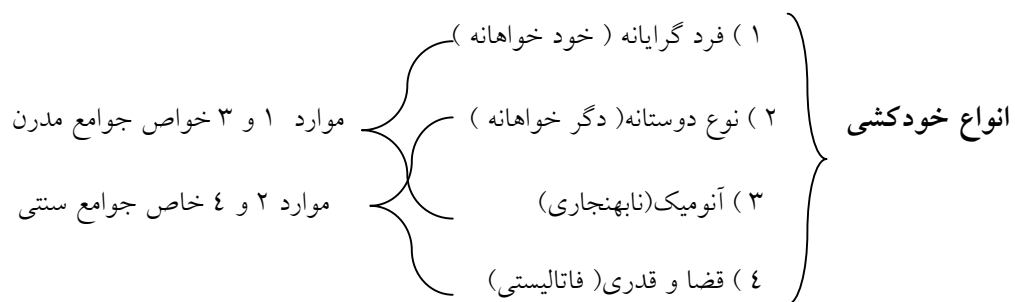 انواع خودکشی
۱ ) فرد گرایانه ( خود خواهانه )
۲ ) نوع دوستانه( دگر خواهانه )
۳ ) آنومیک(نابهنجاری)
۴ ) قضا و قدری( فاتالیستی)
موارد ۱ و ۳ خواص جوامع مدرن
موارد ۲ و ۴ خاص جوامع سنتی